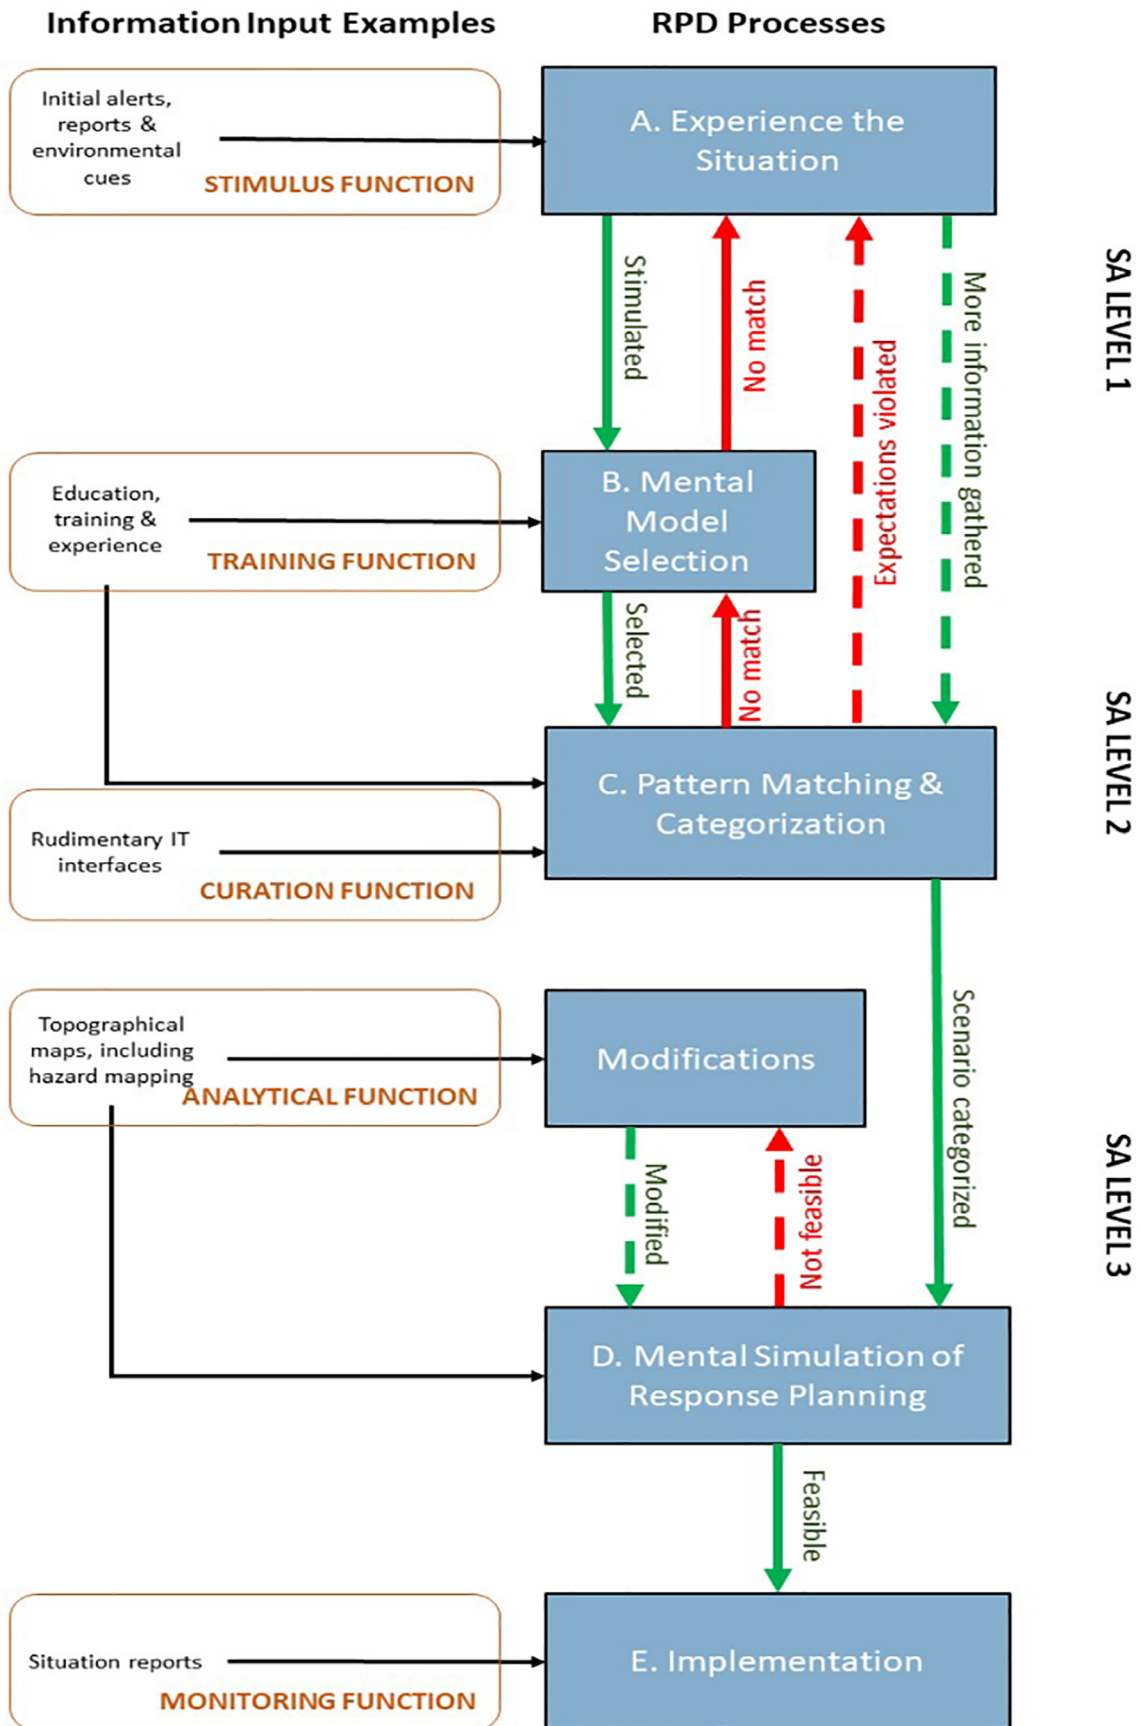 Information Input Examples
RPD Processes
Initial alerts,
reports &
environmental
cues
STIMULUS FUNCTION
A. Experience the
Situation
Stimulated
No match
Expectations violated
More information gathered
SA LEVEL 1
Education,
training &
experience
TRAINING FUNCTION
B. Mental
Model
Selection
Selected
No match
SA LEVEL 2
Rudimentary IT
interfaces
CURATION FUNCTION
C. Pattern Matching &
Categorization
Scenario categorized
Topographical
maps, including
hazard mapping
ANALYTICAL FUNCTION
Modifications
Modified
Not feasible
SA LEVEL 3
D. Mental Simulation of
Response Planning
Feasible
Situation reports
MONITORING FUNCTION
E. Implementation